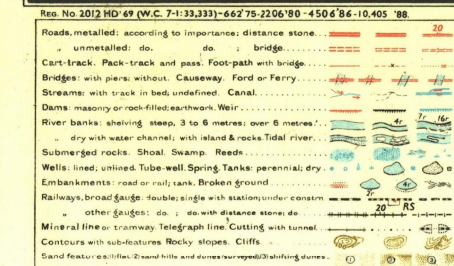 REG. NO. 2012 HD'69 (W.C. 7-1:33,333)-662'75-2206'80-4506'86-10,405 '88.
Roads, metalled: according to importance; distance stone... 20
„ unmetalled: do. do. ; bridge...
Cart-track. Pack-track and pass. Foot-path with bridge...
Bridges: with piers; without. Causeway. Ford or Ferry...
Streams: with track in bed; undefined. Canal...
Dams: masonry or rock-filled; earthwork. Weir...
River banks: shelving; steep, 3 to 6 metres; over 6 metres... 4r 7r 16r
„ dry with water channel; with island & rocks. Tidal river...
Submerged rocks. Shoal. Swamp. Reeds...
Wells: lined; unlined. Tube-well. Spring. Tanks: perennial; dry.
Embankments: road or rail; tank. Broken ground... 2r 4r
Railways, broad gauge: double; single with station; under constrn. RS
„ other gauges: do. ; do. with distance stone; do 20
Mineral line or tramway. Telegraph line. Cutting with tunnel.
Contours with sub-features. Rocky slopes. Cliffs.
Sand features: (1) flat (2) sand hills and dunes (surveyed) (3) shifting dunes. 1 2 3